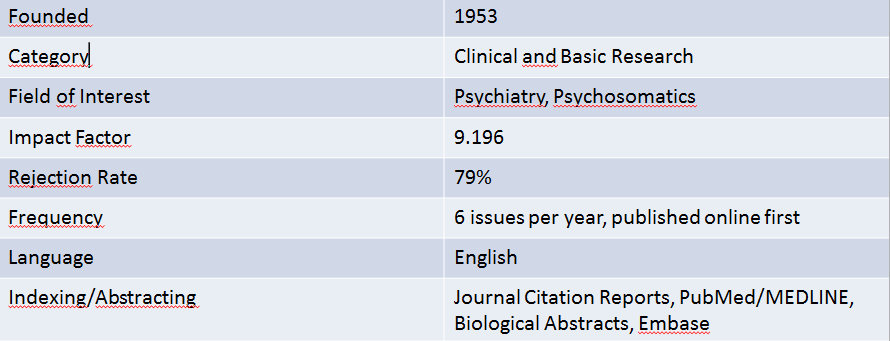 Founded 1953
Category Clinical and Basic Research
Field of Interest Psychiatry, Psychosomatics
Impact Factor 9.196
Rejection Rate 79%
Frequency 6 issues per year, published online first
Language English
Indexing/Abstracting Journal Citation Reports, PubMed/MEDLINE,
Biological Abstracts, Embase